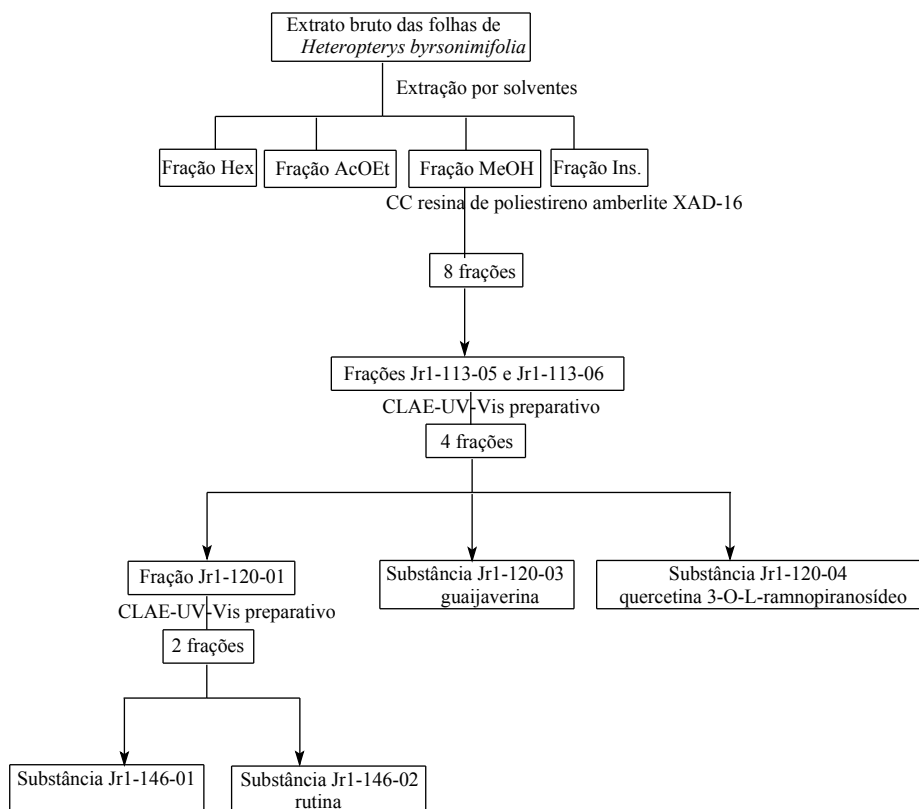 Extrato bruto das folhas de
Heteropterys byrsonimifolia
Extração por solventes
Fração Hex
Fração AcOEt
Fração MeOH
Fração Ins.
CC resina de poliestireno amberlite XAD-16
8 frações
Frações Jr1-113-05 e Jr1-113-06
CLAE-UV-Vis preparativo
4 frações
Fração Jr1-120-01
Substância Jr1-120-03
guaijaverina
Substância Jr1-120-04
quercetina 3-O-L-ramnopiranosídeo
CLAE-UV-Vis preparativo
2 frações
Substância Jr1-146-01
Substância Jr1-146-02
rutina